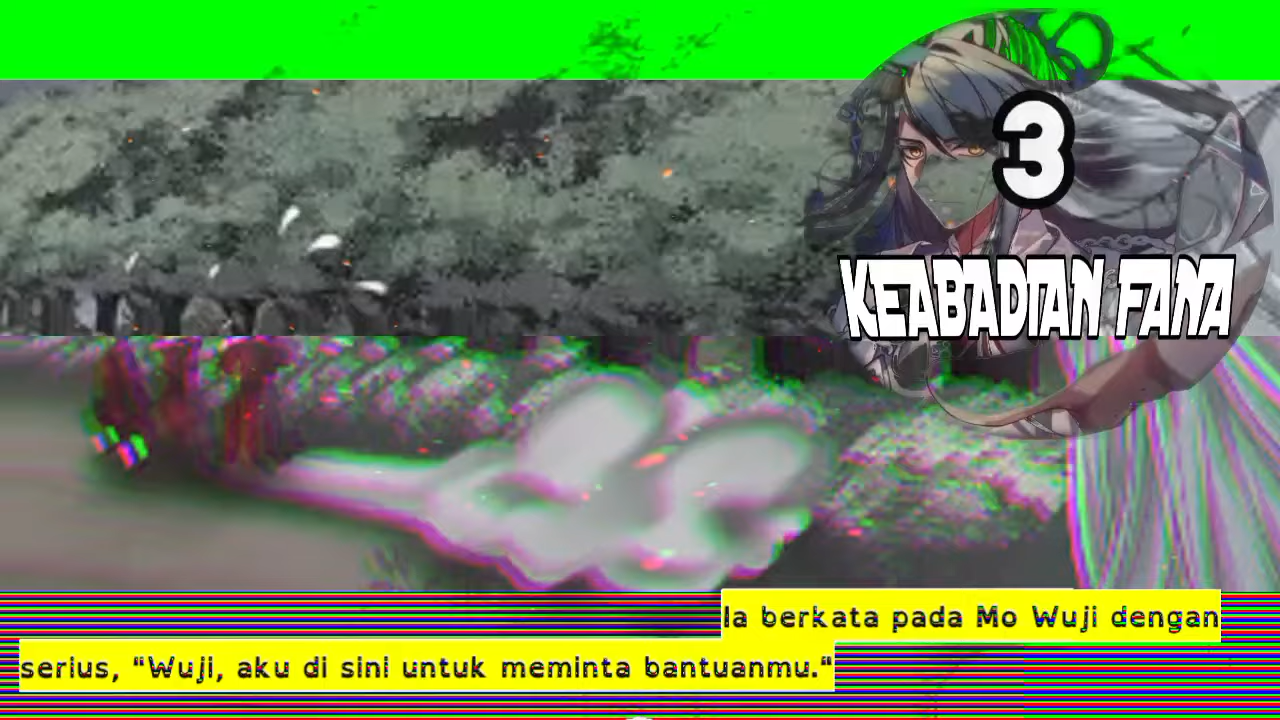 3
KEABADIAN FANA
Ia berkata pada Mo Wuji dengan
serius, "Wuji, aku di sini untuk meminta bantuanmu."